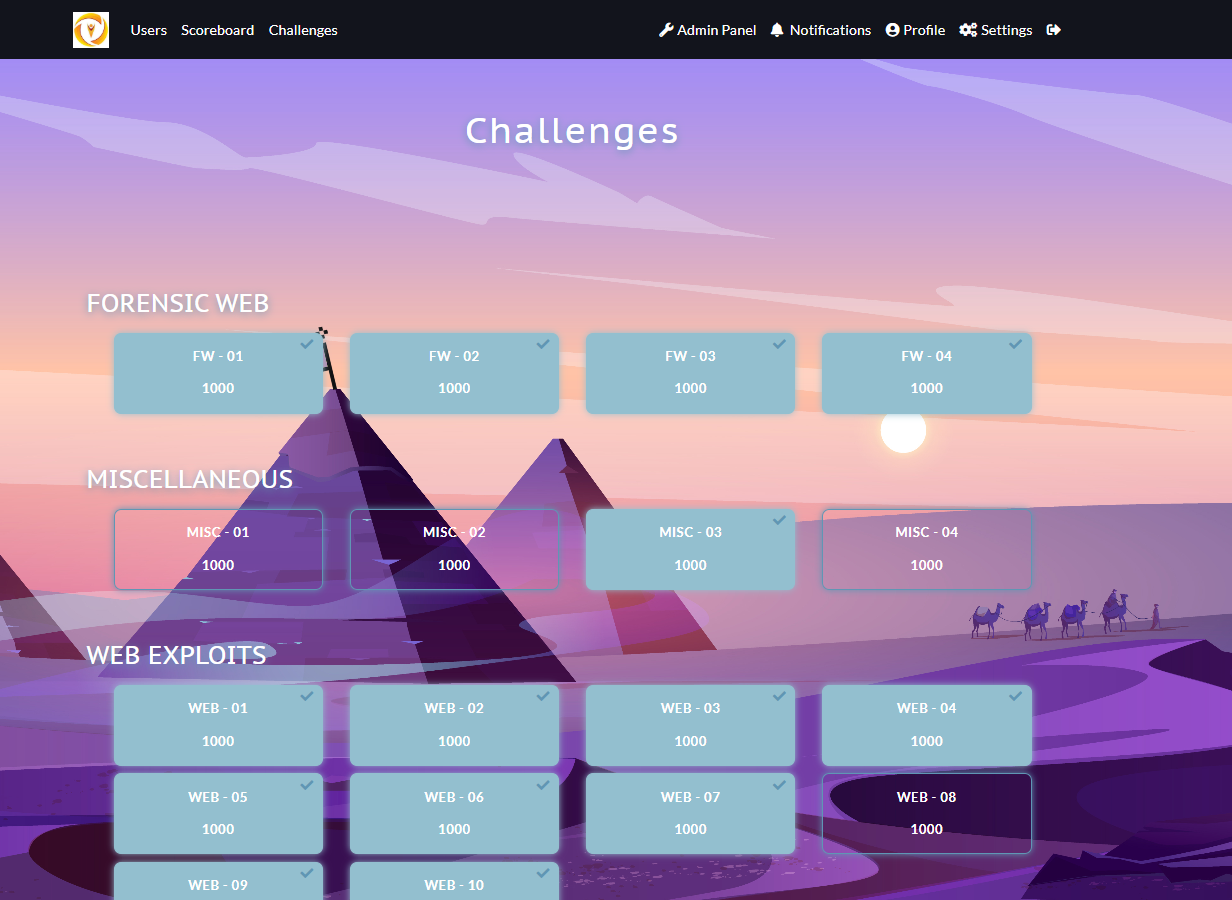 Users Scoreboard Challenges Admin Panel Notifications Profile Settings
Challenges
FORENSIC WEB
FW - 01 FW - 02 FW - 03 FW - 04
1000 1000 1000 1000
MISCELLANEOUS
MISC - 01 MISC - 02 MISC - 03 MISC - 04
1000 1000 1000 1000
WEB EXPLOITS
WEB - 01 WEB - 02 WEB - 03 WEB - 04
1000 1000 1000 1000
WEB - 05 WEB - 06 WEB - 07 WEB - 08
1000 1000 1000 1000
WEB - 09 WEB - 10